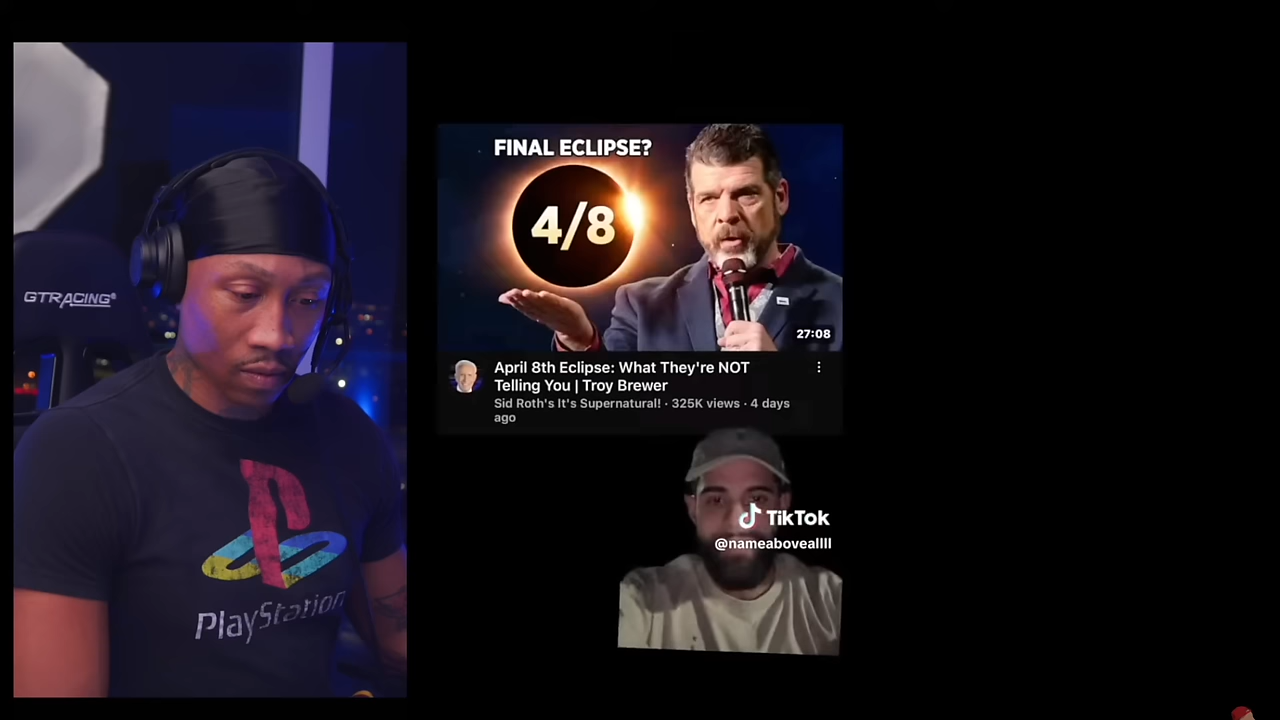 GTRACING
PlayStation
FINAL ECLIPSE?
4/8
27:08
April 8th Eclipse: What They're NOT
Telling You | Troy Brewer
Sid Roth's It's Supernatural! · 325K views · 4 days
ago
TikTok
@nameaboveallll